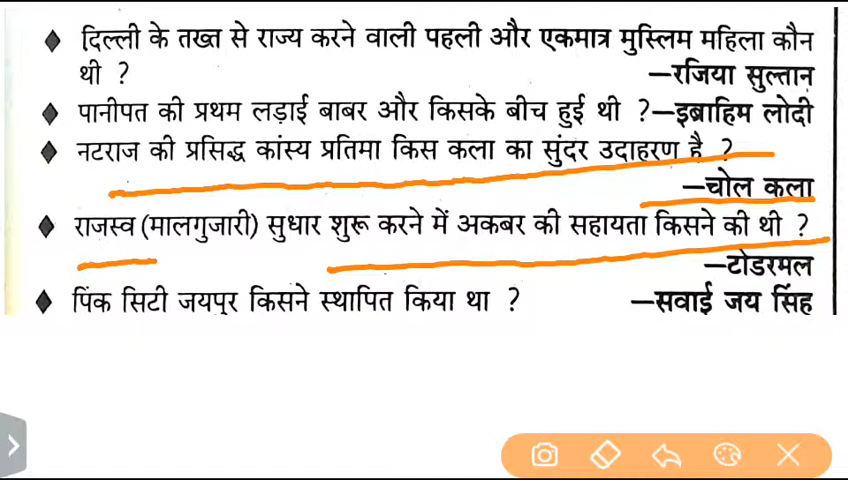 ♦ दिल्ली के तख्त से राज्य करने वाली पहली और एकमात्र मुस्लिम महिला कौन
थी ? —रजिया सुल्तान
♦ पानीपत की प्रथम लड़ाई बाबर और किसके बीच हुई थी ?—इब्राहिम लोदी
♦ नटराज की प्रसिद्ध कांस्य प्रतिमा किस कला का सुंदर उदाहरण है ?
—चोल कला
♦ राजस्व (मालगुजारी) सुधार शुरू करने में अकबर की सहायता किसने की थी ?
—टोडरमल
♦ पिंक सिटी जयपुर किसने स्थापित किया था ? —सवाई जय सिंह